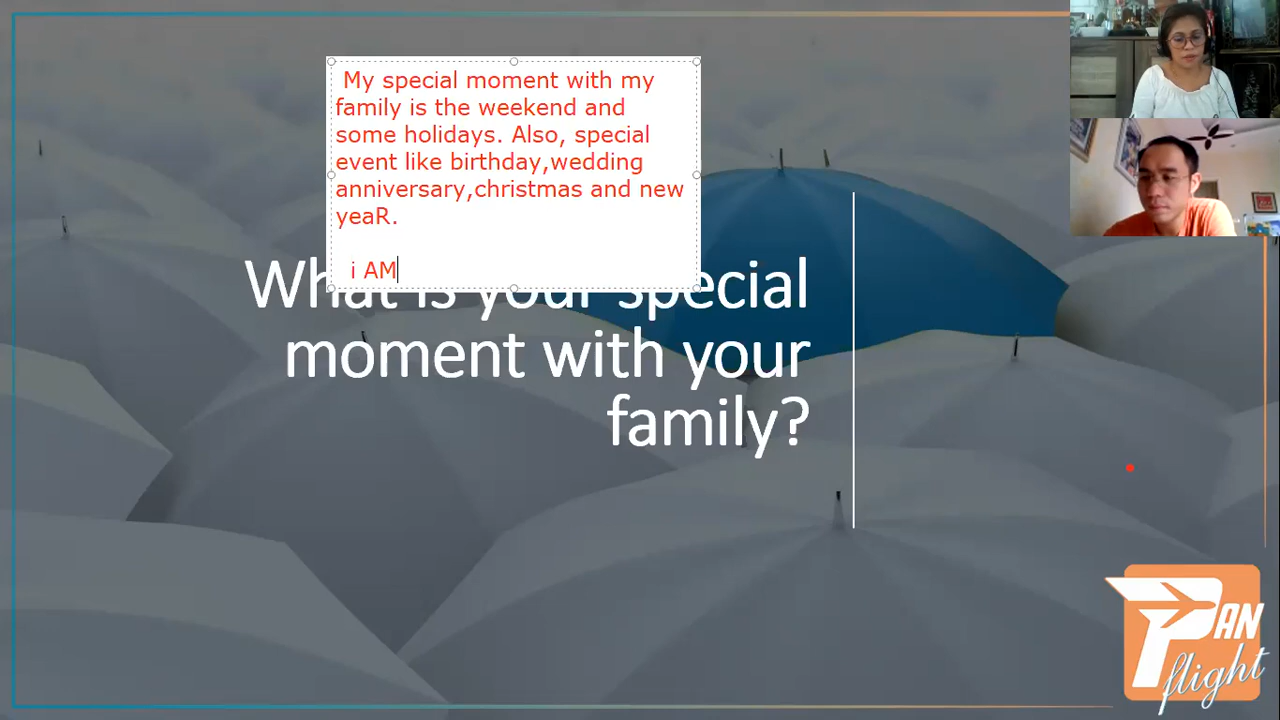 My special moment with my
family is the weekend and
some holidays. Also, special
event like birthday,wedding
anniversary,christmas and new
yeaR.
i AM
What is your special
moment with your
family?
PAN
flight